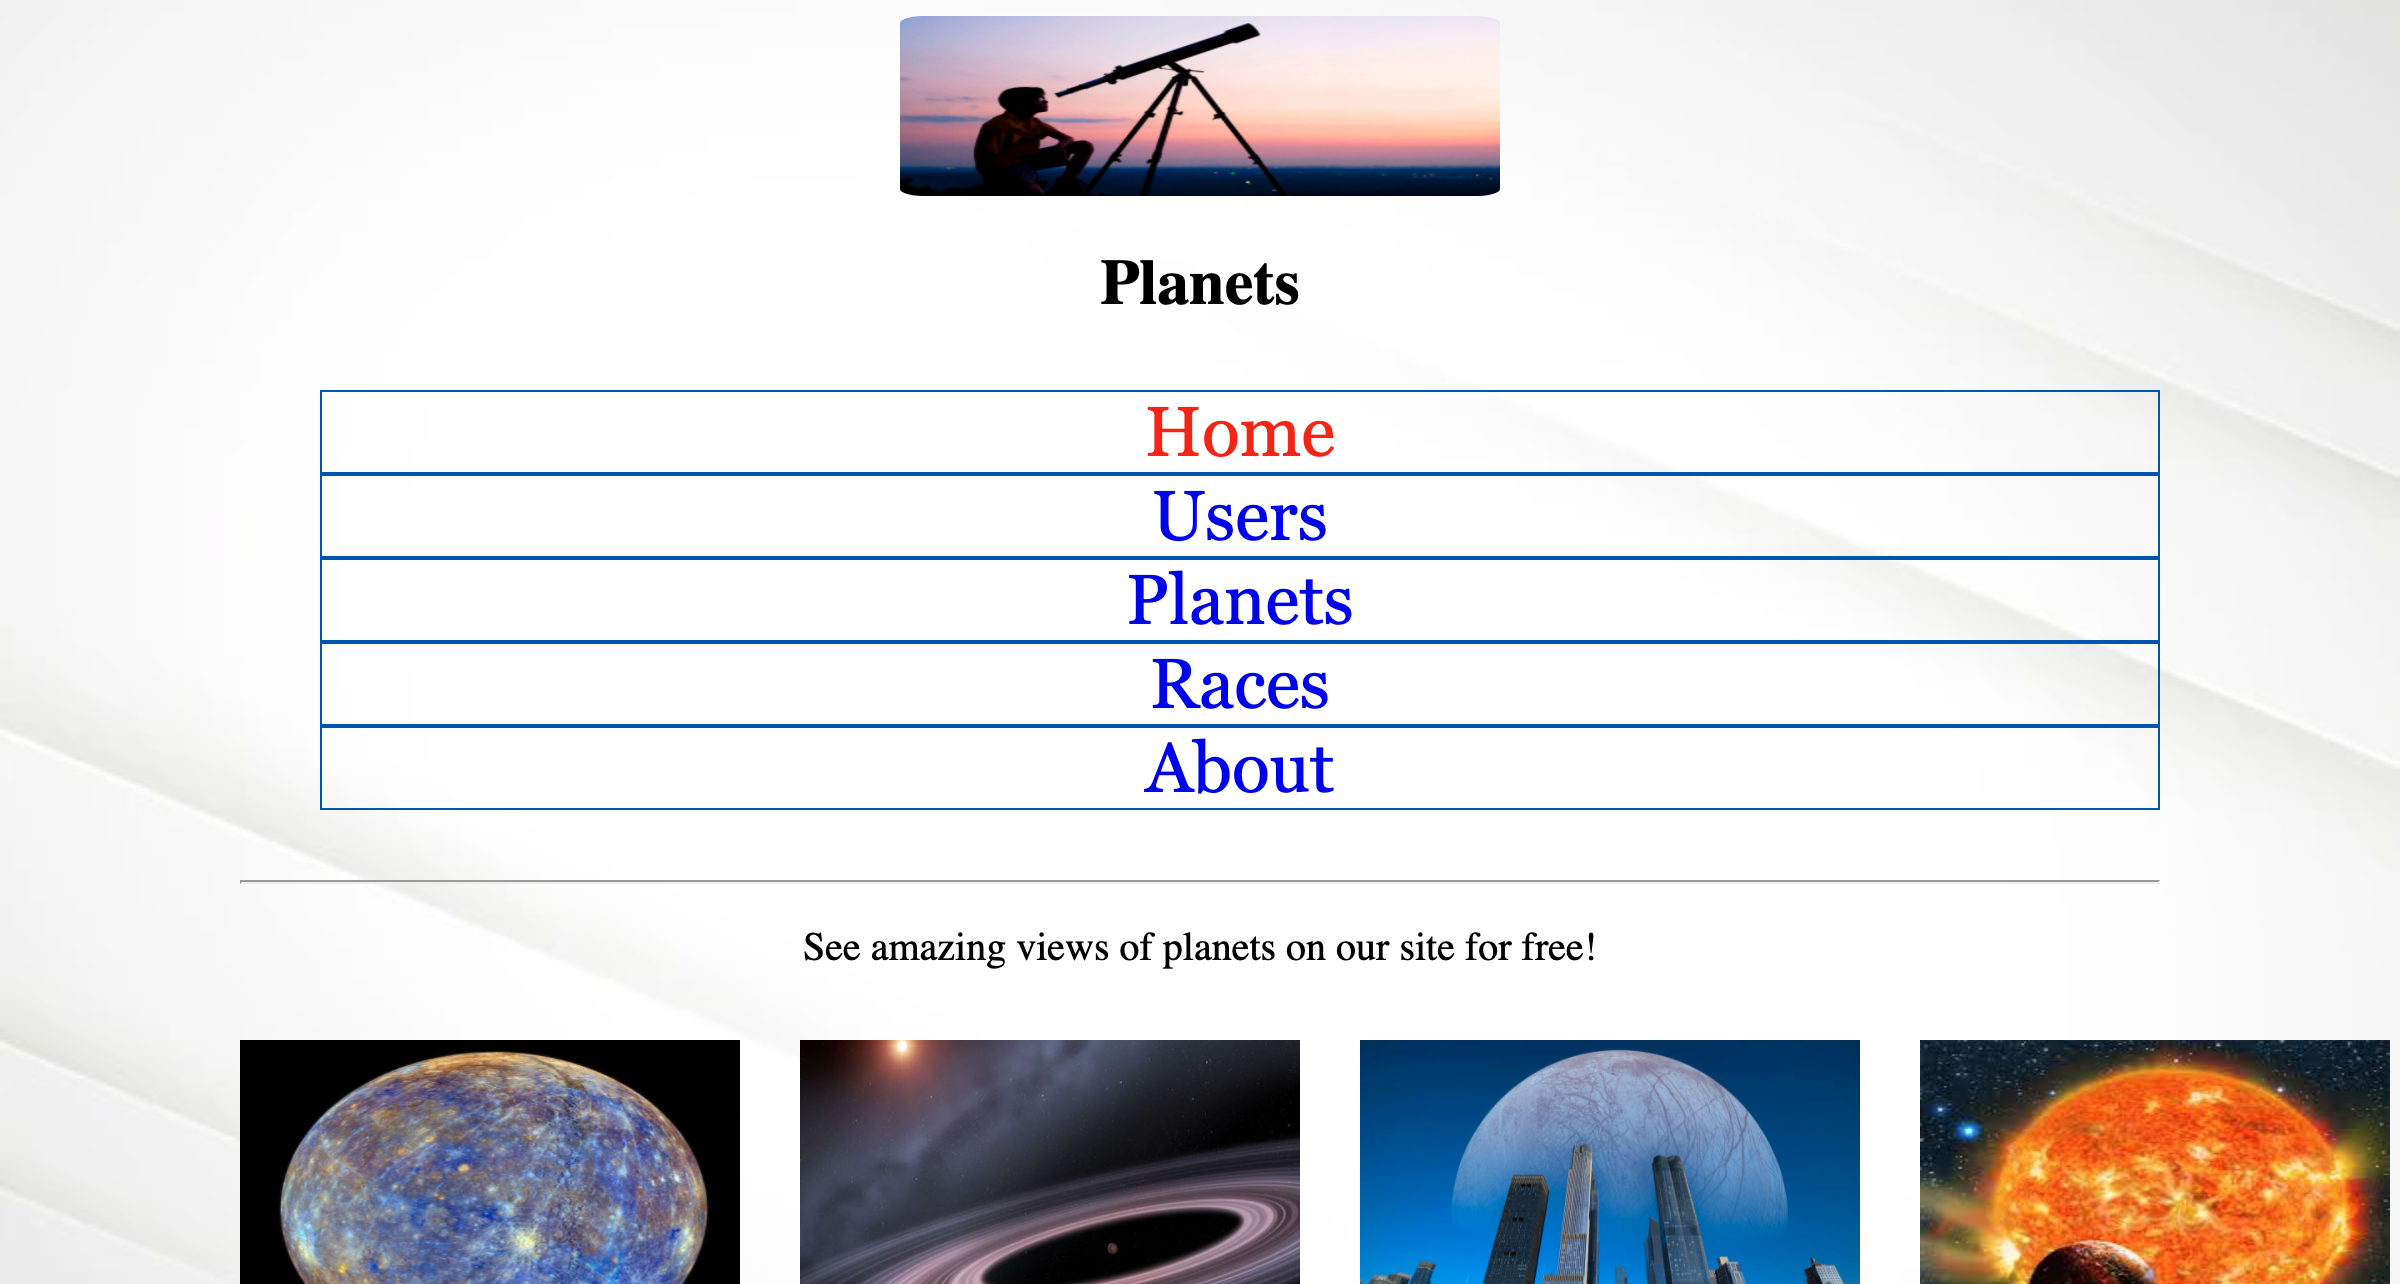 Planets
Home
Users
Planets
Races
About
See amazing views of planets on our site for free!